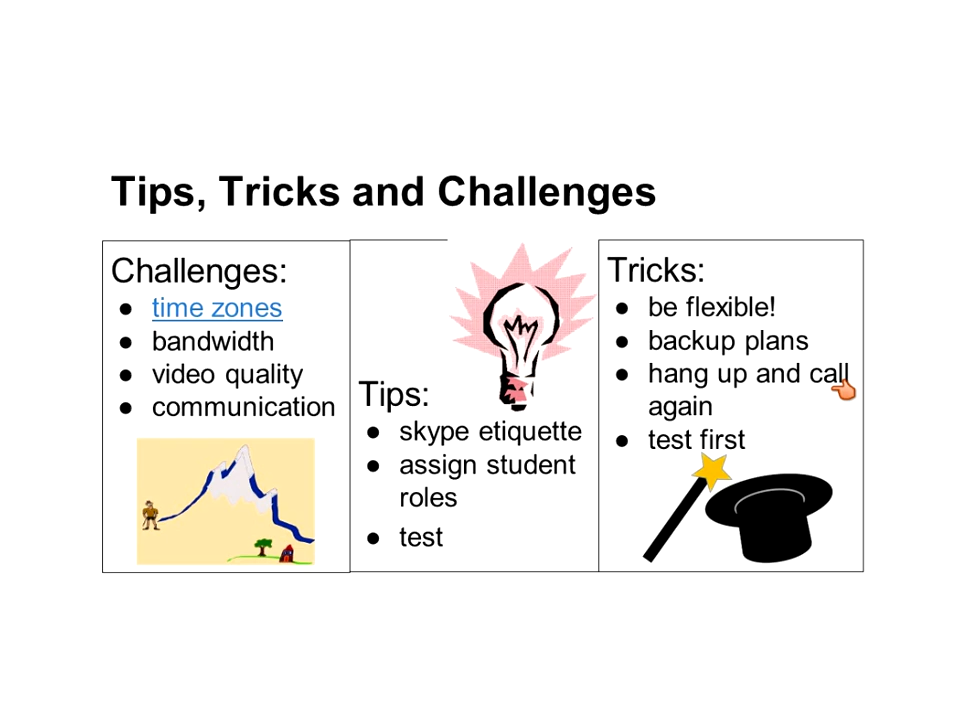 Tips, Tricks and Challenges
Challenges:
● time zones
● bandwidth
● video quality
● communication
Tips:
● skype etiquette
● assign student
roles
● test
Tricks:
● be flexible!
● backup plans
● hang up and call
again
● test first